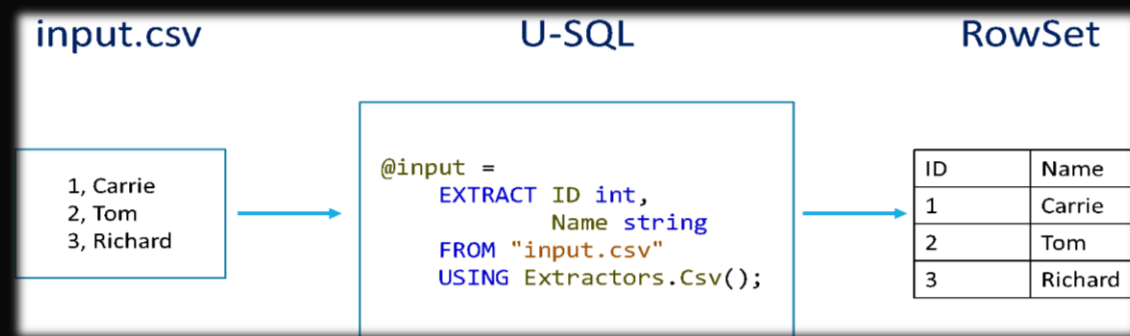 input.csv
U-SQL
RowSet
1, Carrie
2, Tom
3, Richard
@input =
EXTRACT ID int,
Name string
FROM "input.csv"
USING Extractors.Csv();
ID Name
1 Carrie
2 Tom
3 Richard